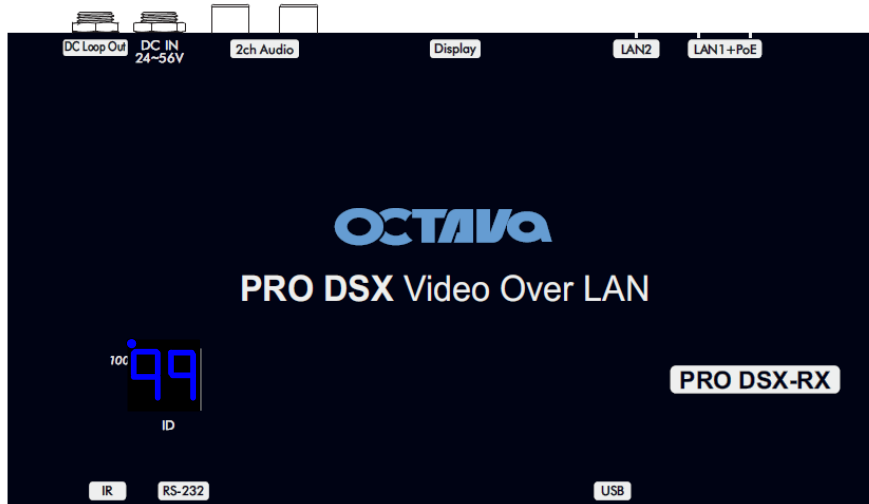 DC Loop Out
DC IN
24~56V
2ch Audio
Display
LAN2
LAN1+PoE
OCTAVA
PRO DSX Video Over LAN
100
99
PRO DSX-RX
ID
IR
RS-232
USB